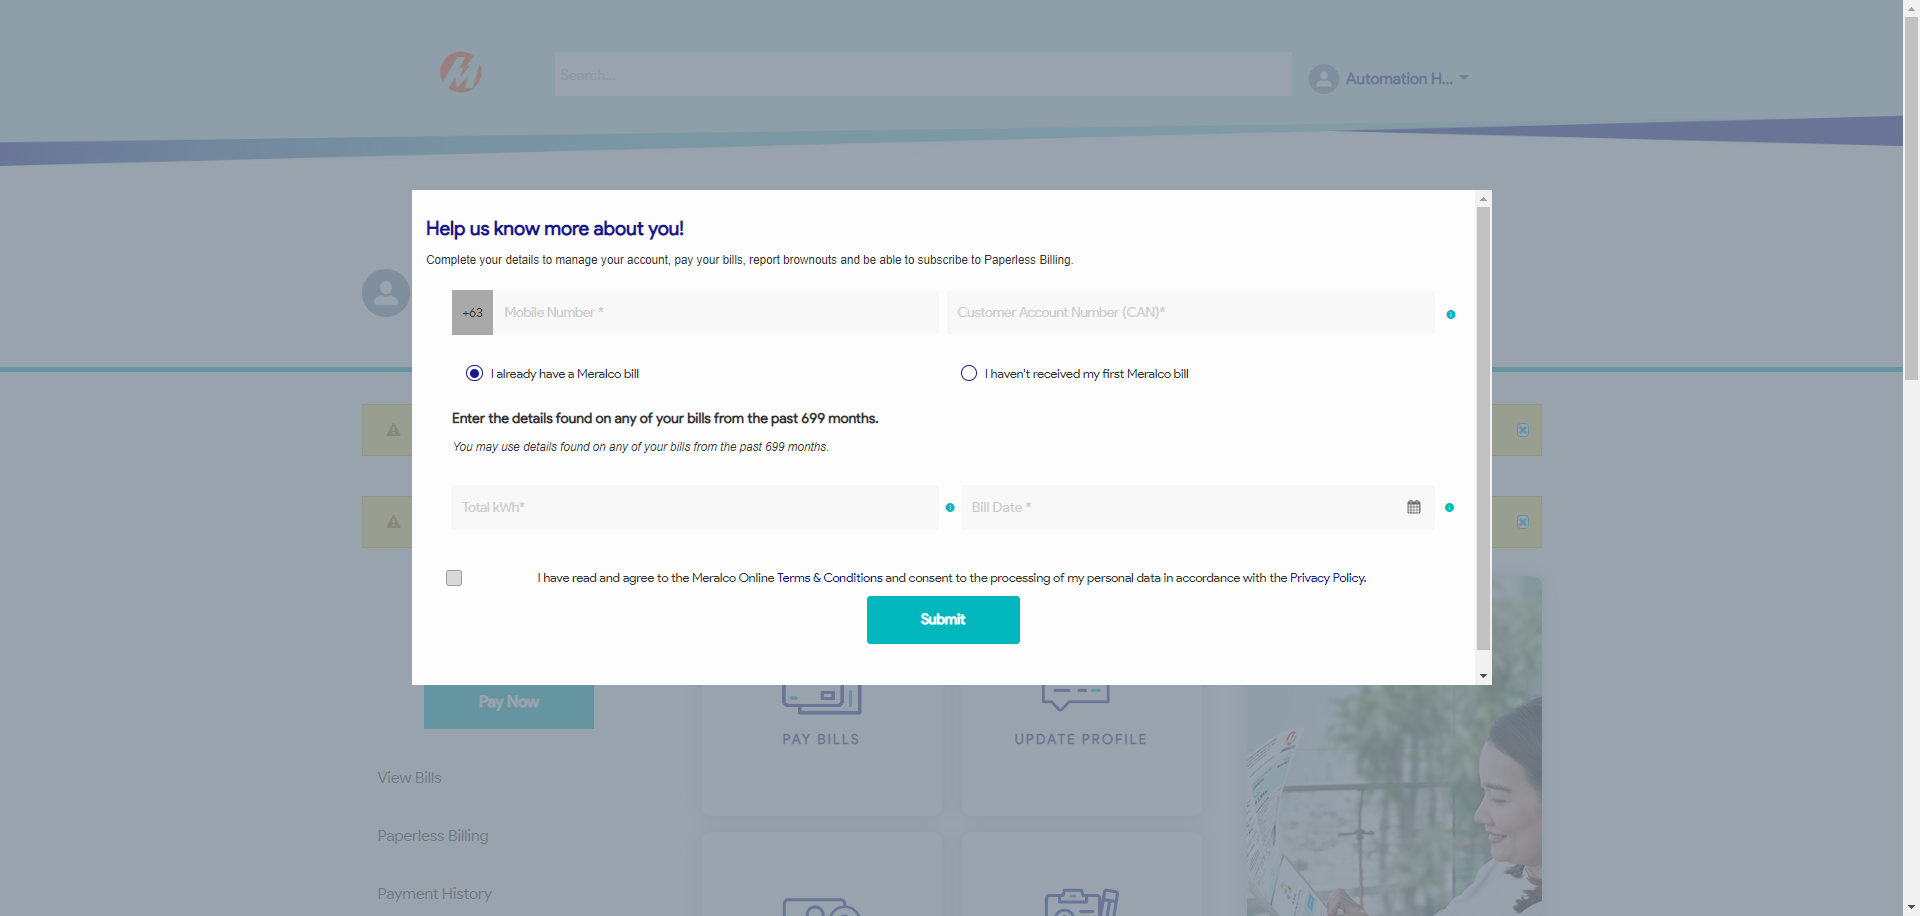 Search...
Automation H...
Help us know more about you!
Complete your details to manage your account, pay your bills, report brownouts and be able to subscribe to Paperless Billing.
+63 Mobile Number * Customer Account Number (CAN)*
I already have a Meralco bill I haven't received my first Meralco bill
Enter the details found on any of your bills from the past 699 months.
You may use details found on any of your bills from the past 699 months.
Total kWh* Bill Date *
I have read and agree to the Meralco Online Terms & Conditions and consent to the processing of my personal data in accordance with the Privacy Policy.
Submit
Pay Now
PAY BILLS UPDATE PROFILE
View Bills
Paperless Billing
Payment History